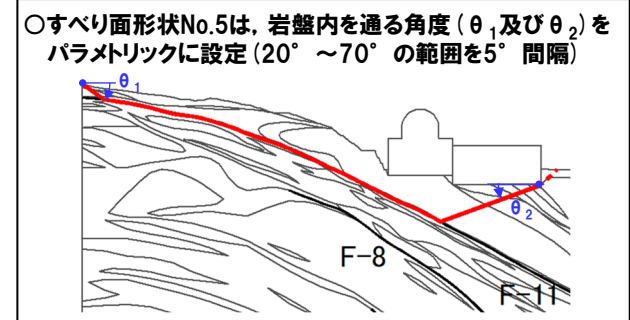 ○すべり面形状No.5は，岩盤内を通る角度（θ1及びθ2）を
パラメトリックに設定（20°～70°の範囲を5°間隔）
θ1
θ2
F-8
F-11